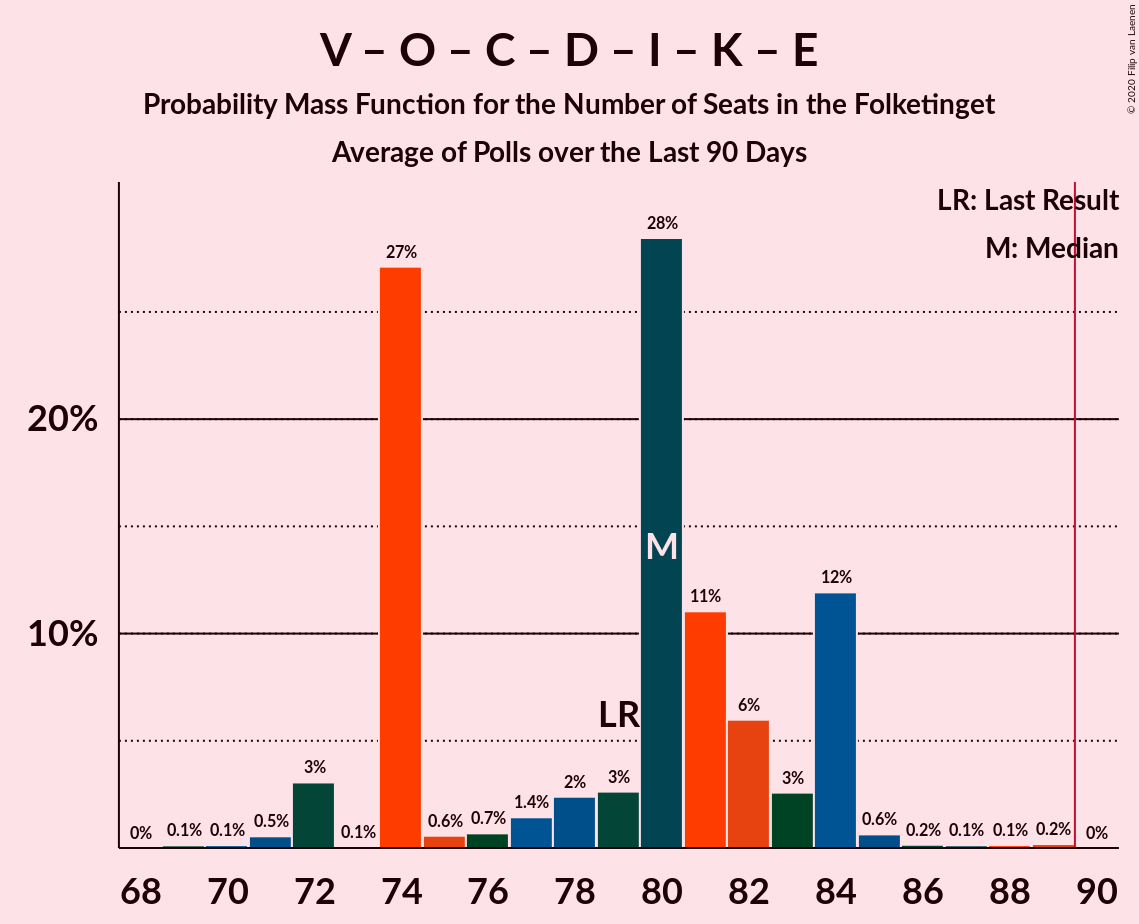 V – O – C – D – I – K – E
Probability Mass Function for the Number of Seats in the Folketinget
Average of Polls over the Last 90 Days
© 2020 Filip van Laenen
LR: Last Result
M: Median
20%
10%
0%
0.1%
0.1%
0.5%
3%
0.1%
27%
0.6%
0.7%
1.4%
2%
3%
LR
28%
M
11%
6%
3%
12%
0.6%
0.2%
0.1%
0.1%
0.2%
0%
68 70 72 74 76 78 80 82 84 86 88 90